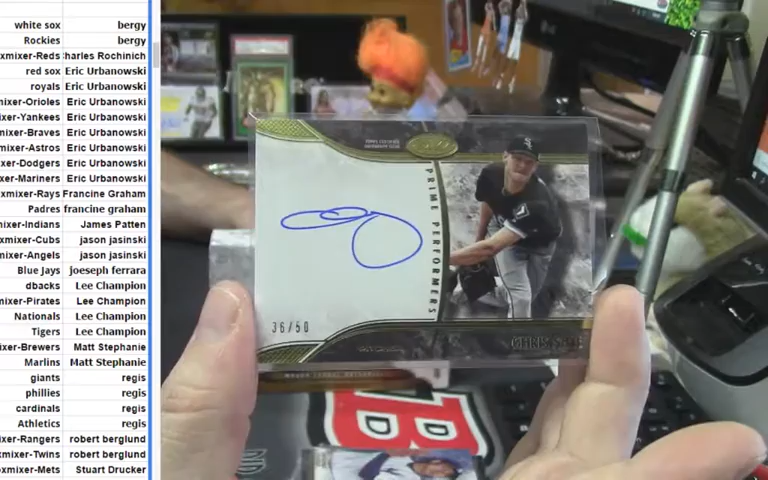 white sox bergy
Rockies bergy
xmixer-Reds :harles Rochinich
red sox Eric Urbanowski
royals Eric Urbanowski
mixer-Orioles Eric Urbanowski
mixer-Yankees Eric Urbanowski
mixer-Braves Eric Urbanowski
mixer-Astros Eric Urbanowski
xer-Dodgers Eric Urbanowski
mixer-Mariners Eric Urbanowski
xmixer-Rays Francine Graham
Padres francine graham
mixer-Indians James Patten
xmixer-Cubs jason jasinski
xmixer-Angels jason jasinski
Blue Jays joeseph ferrara
dbacks Lee Champion
mixer-Pirates Lee Champion
Nationals Lee Champion
Tigers Lee Champion
ixer-Brewers Matt Stephanie
Marlins Matt Stephanie
giants regis
phillies regis
cardinals regis
Athletics regis
mixer-Rangers robert berglund
xmixer-Twins robert berglund
oxmixer-Mets Stuart Drucker
PRIME PERFORMERS
36/50
CHRIS SALE